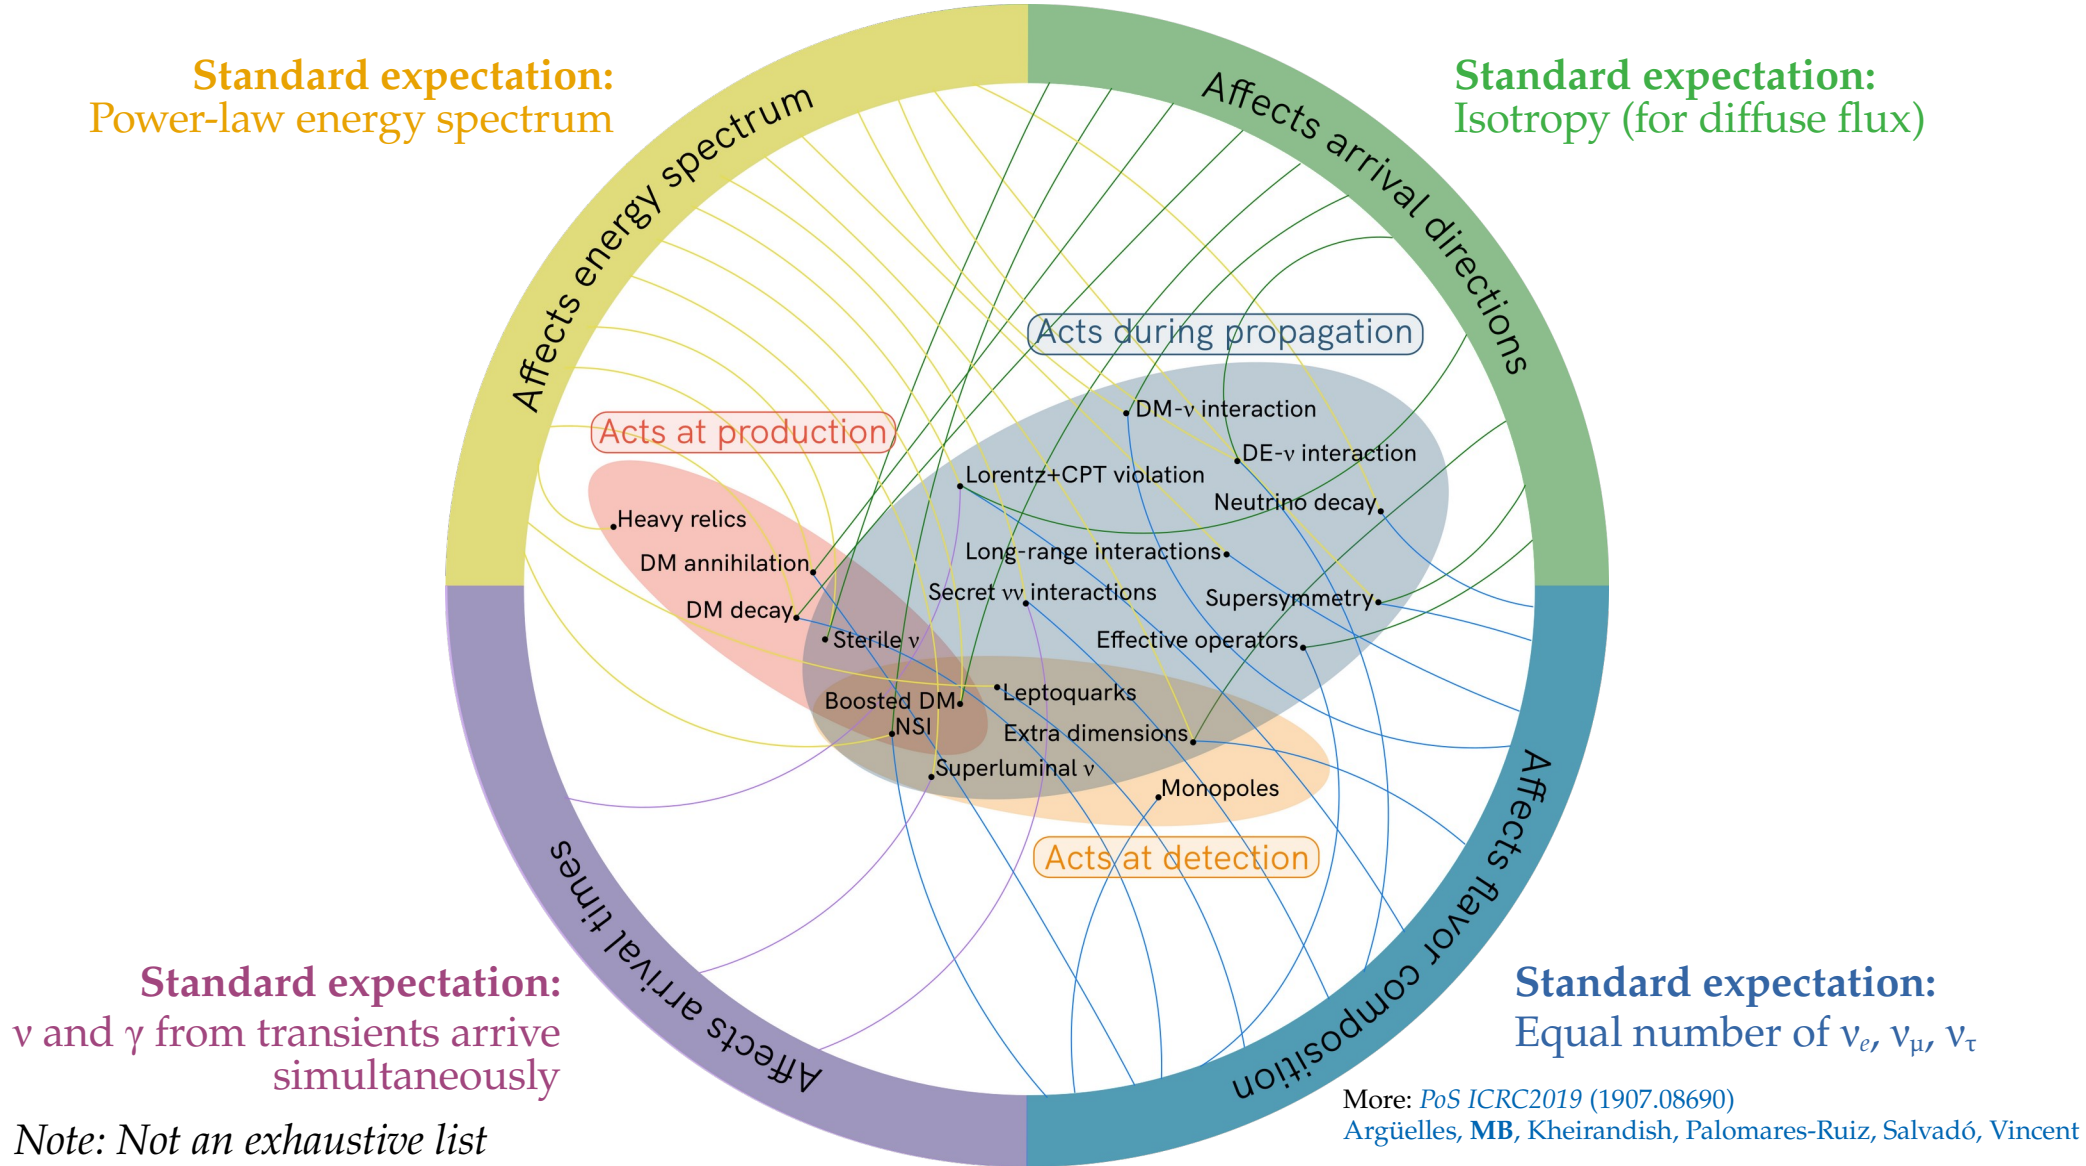 Standard expectation:
Power-law energy spectrum
Standard expectation:
Isotropy (for diffuse flux)
Affects energy spectrum
Affects arrival directions
Acts during propagation
Acts at production
DM-ν interaction
DE-ν interaction
Lorentz+CPT violation
Neutrino decay
Heavy relics
Long-range interactions
DM annihilation
Secret νν interactions
Supersymmetry
DM decay
Sterile ν
Effective operators
Leptoquarks
Boosted DM
NSI
Extra dimensions
Superluminal ν
Monopoles
Acts at detection
Affects arrival times
Affects flavor composition
Standard expectation:
ν and γ from transients arrive
simultaneously
Note: Not an exhaustive list
Standard expectation:
Equal number of νe, νμ, ντ
More: PoS ICRC2019 (1907.08690)
Argüelles, MB, Kheirandish, Palomares-Ruiz, Salvadó, Vincent